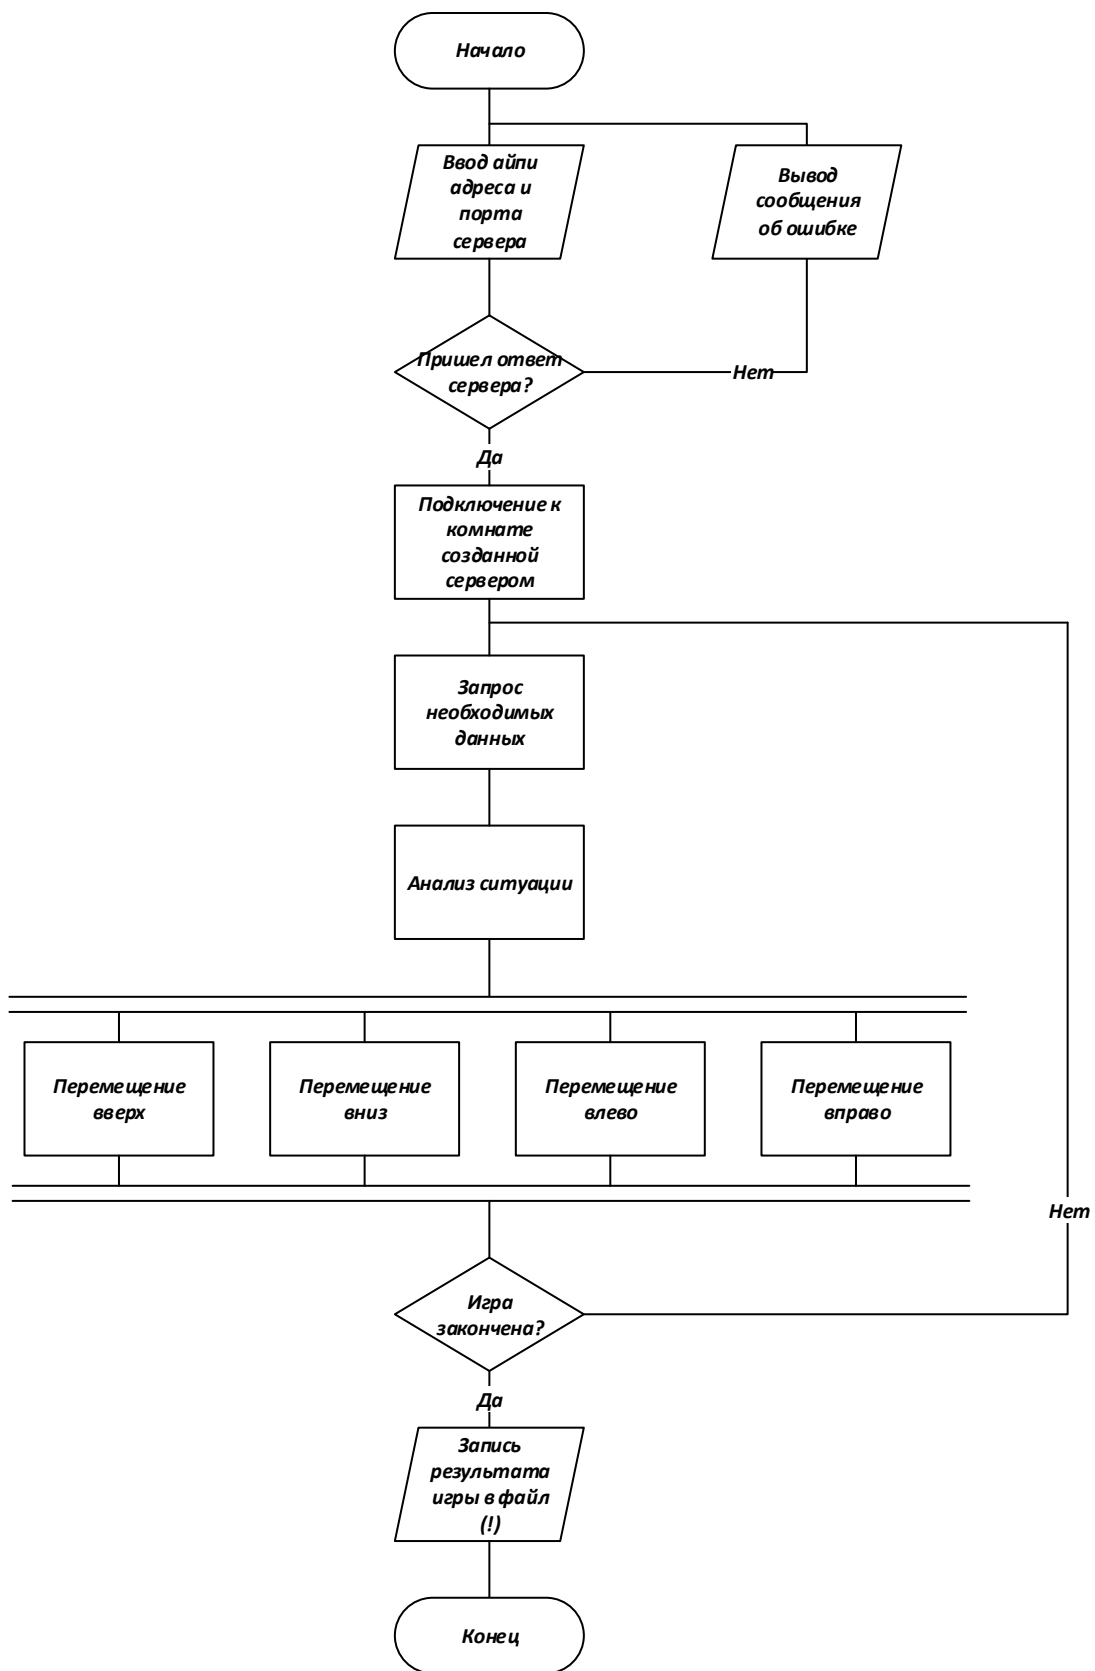 Начало
Ввод айпи
адреса и
порта
сервера
Вывод
сообщения
об ошибке
Пришел ответ
сервера?
Нет
Да
Подключение к
комнате
созданной
сервером
Запрос
необходимых
данных
Анализ ситуации
Перемещение
вверх
Перемещение
вниз
Перемещение
влево
Перемещение
вправо
Нет
Игра
закончена?
Да
Запись
результата
игры в файл
(!)
Конец